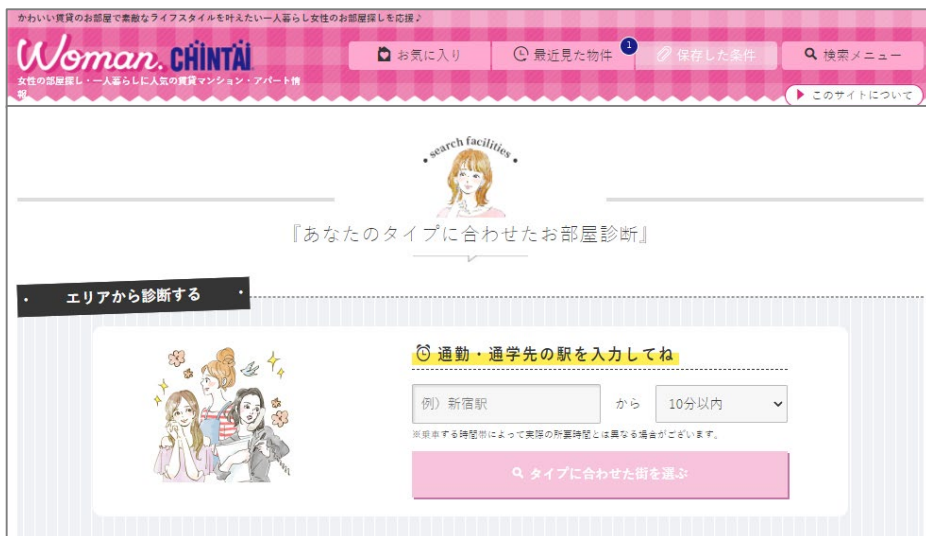 かわいい賃貸のお部屋で素敵なライフスタイルを叶えたい一人暮らし女性のお部屋探しを応援♪
Woman. CHINTAI
女性の部屋探し・一人暮らしに人気の賃貸マンション・アパート情
報
お気に入り
最近見た物件
1
保存した条件
検索メニュー
このサイトについて
search facilities
『あなたのタイプに合わせたお部屋診断』
エリアから診断する
通勤・通学先の駅を入力してね
例）新宿駅 から 10分以内
※乗車する時間帯によって実際の所要時間とは異なる場合がございます。
タイプに合わせた街を選ぶ